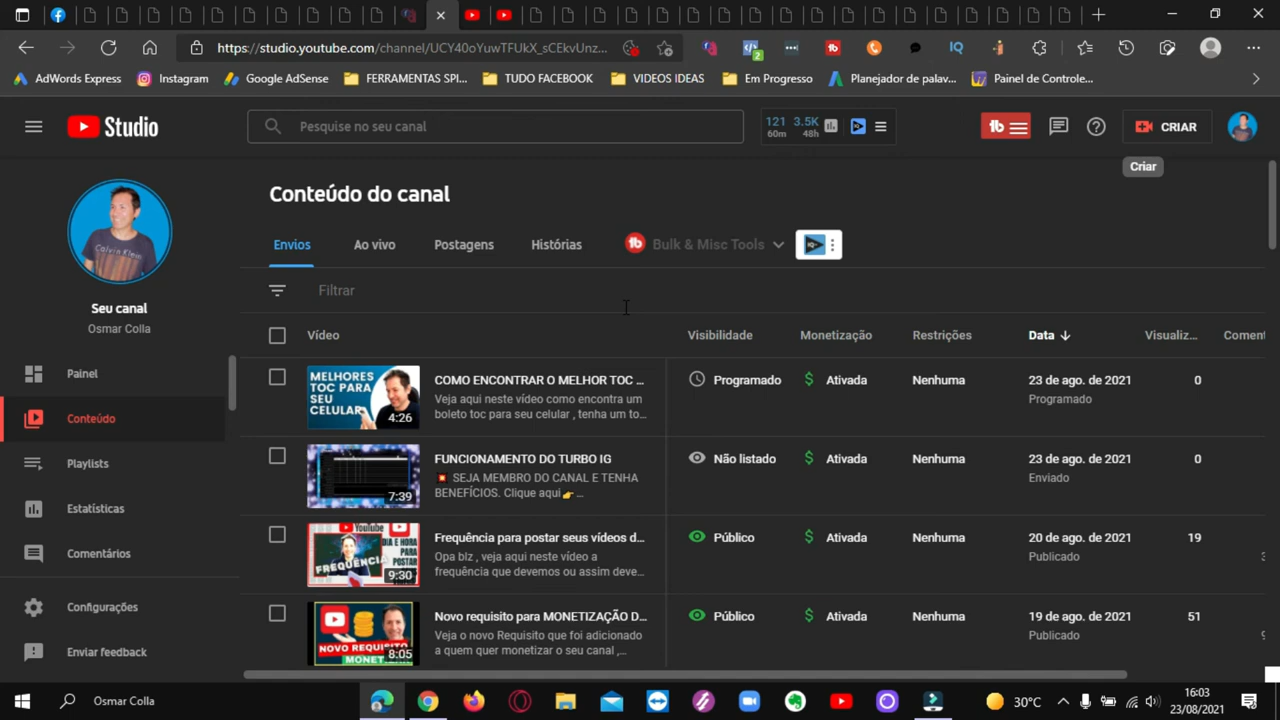 https://studio.youtube.com/channel/UCY40oYuwTFUkX_sCEkvUnz...
2
AdWords Express
Instagram
Google AdSense
FERRAMENTAS SPI...
TUDO FACEBOOK
VIDEOS IDEAS
Em Progresso
Planejador de palav...
Painel de Controle...
Studio
Pesquise no seu canal
121 3.5K
60m 48h
tb
CRIAR
Criar
Calvin Klein
Seu canal
Osmar Colla
Painel
Conteúdo
Playlists
Estatísticas
Comentários
Configurações
Enviar feedback
Conteúdo do canal
Envios
Ao vivo
Postagens
Histórias
Bulk & Misc Tools
Filtrar
Vídeo
Visibilidade
Monetização
Restrições
Data
Visualiz...
Coment
MELHORES
TOC PARA
SEU
CELULAR
4:26
COMO ENCONTRAR O MELHOR TOC ...
Veja aqui neste vídeo como encontra um
boleto toc para seu celular , tenha um to...
Programado
Ativada
Nenhuma
23 de ago. de 2021
Programado
0
7:39
FUNCIONAMENTO DO TURBO IG
💥 SEJA MEMBRO DO CANAL E TENHA
BENEFÍCIOS. Clique aqui 👉 ...
Não listado
Ativada
Nenhuma
23 de ago. de 2021
Enviado
0
YouTube
DIA E HORA
PARA
POSTAR
FREQUÊNCIA
9:30
Frequência para postar seus vídeos d...
Opa blz , veja aqui neste vídeo a
frequência que devemos ou assim deve...
Público
Ativada
Nenhuma
20 de ago. de 2021
Publicado
19
NOVO REQUISITO
MONETIZ
8:05
Novo requisito para MONETIZAÇÃO D...
Veja o novo Requisito que foi adicionado
a quem quer monetizar o seu canal ,...
Público
Ativada
Nenhuma
19 de ago. de 2021
Publicado
51
Osmar Colla
30°C
16:03
23/08/2021